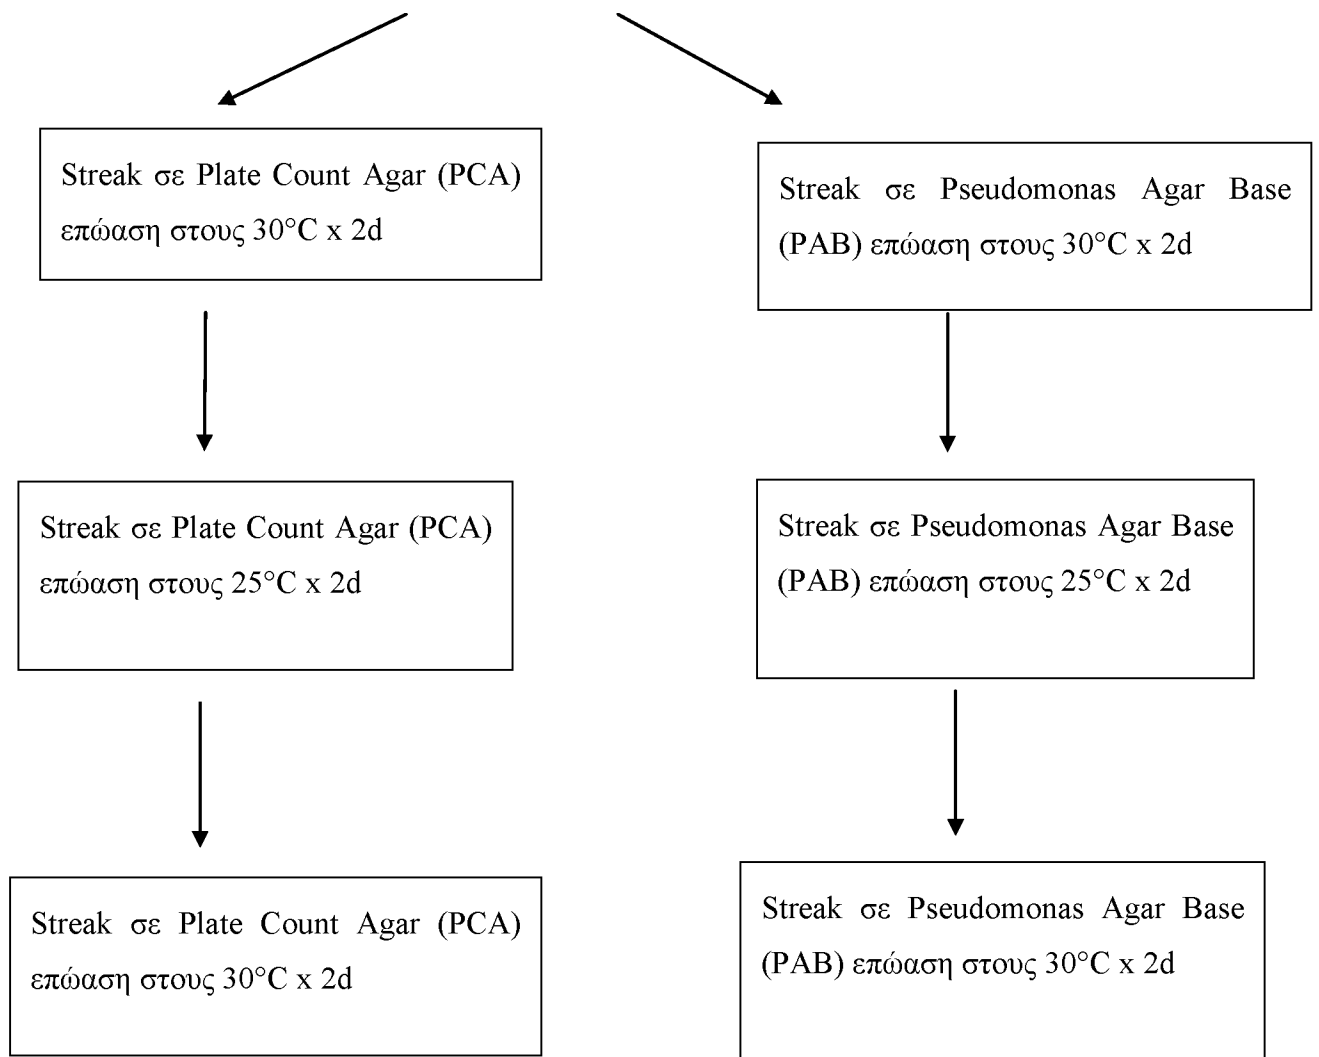 Streak σε Plate Count Agar (PCA)
επώαση στους 30°C x 2d
Streak σε Pseudomonas Agar Base
(PAB) επώαση στους 30°C x 2d
Streak σε Plate Count Agar (PCA)
επώαση στους 25°C x 2d
Streak σε Pseudomonas Agar Base
(PAB) επώαση στους 25°C x 2d
Streak σε Plate Count Agar (PCA)
επώαση στους 30°C x 2d
Streak σε Pseudomonas Agar Base
(PAB) επώαση στους 30°C x 2d